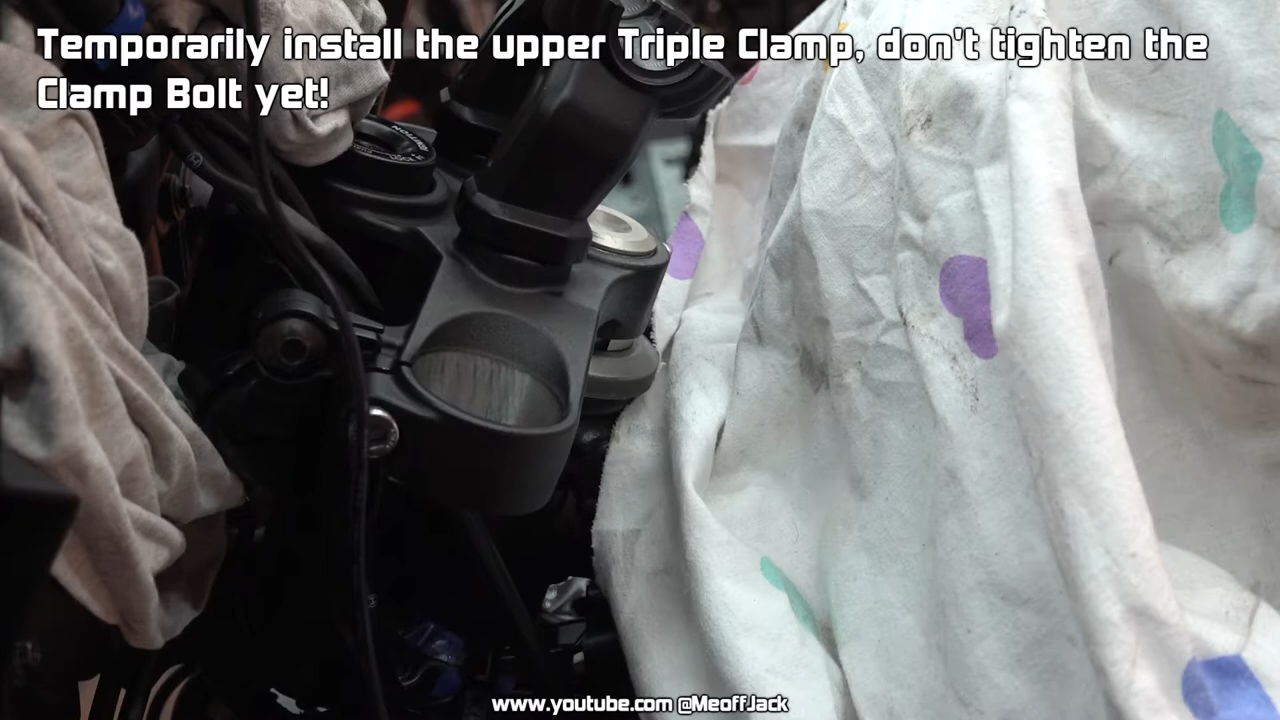 Temporarily install the upper Triple Clamp, don't tighten the
Clamp Bolt yet!
www.youtube.com @MeoffJack